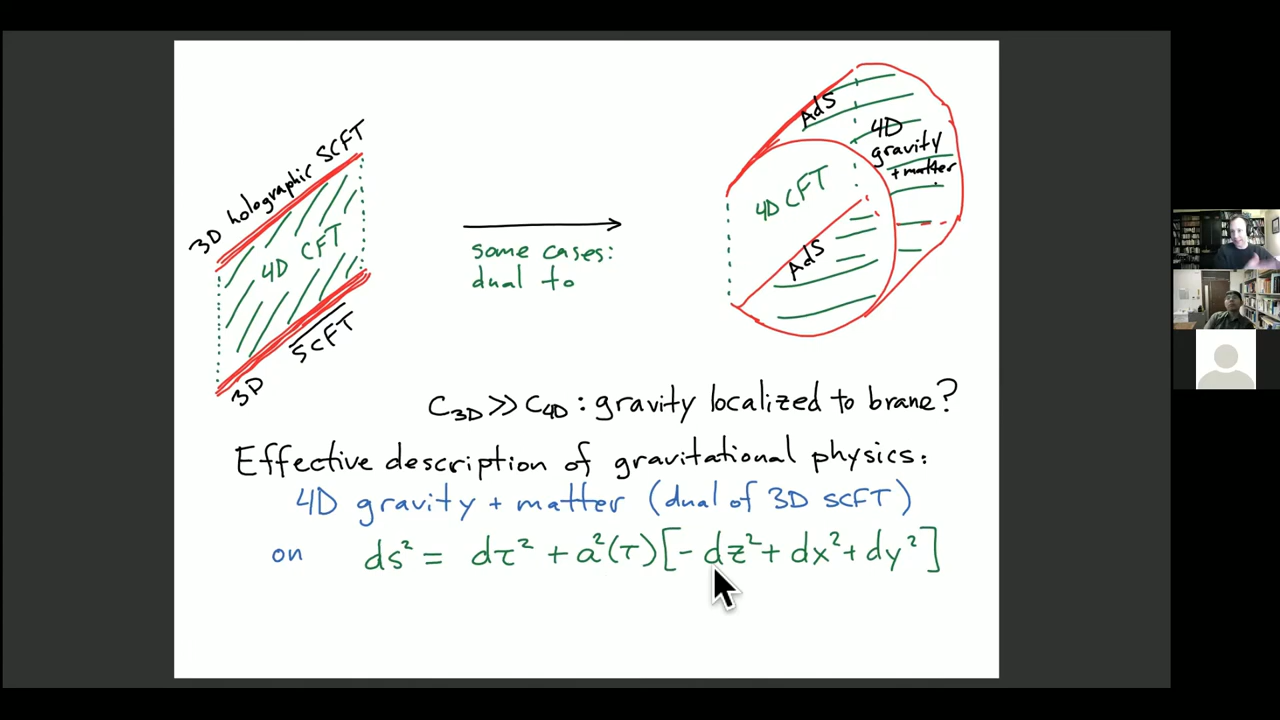 3D holographic SCFT
4D CFT
3D SCFT
some cases:
dual to
AdS
4D
gravity
+ matter
4D CFT
AdS
C3D >> C4D : gravity localized to brane?
Effective description of gravitational physics:
4D gravity + matter (dual of 3D SCFT)
on ds² = dτ² + a²(τ)[-dz² + dx² + dy²]